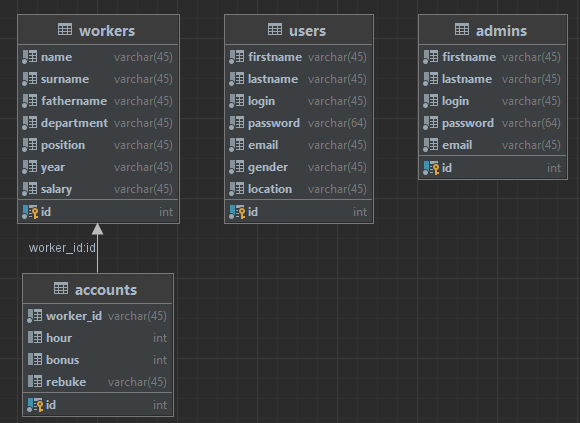 workers
name varchar(45)
surname varchar(45)
fathername varchar(45)
department varchar(45)
position varchar(45)
year varchar(45)
salary varchar(45)
id int
users
firstname varchar(45)
lastname varchar(45)
login varchar(45)
password varchar(64)
email varchar(45)
gender varchar(45)
location varchar(45)
id int
admins
firstname varchar(45)
lastname varchar(45)
login varchar(45)
password varchar(64)
email varchar(45)
id int
worker_id:id
accounts
worker_id varchar(45)
hour int
bonus int
rebuke varchar(45)
id int